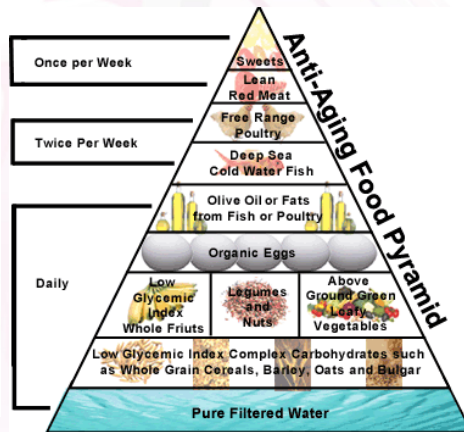 Anti-Aging Food Pyramid
Once per Week
Sweets
Lean
Red Meat
Twice Per Week
Free Range
Poultry
Deep Sea
Cold Water Fish
Daily
Olive Oil or Fats
from Fish or Poultry
Organic Eggs
Low
Glycemic
Index
Whole Friuts
Legumes
and
Nuts
Above
Ground Green
Leafy
Vegetables
Low Glycemic Index Complex Carbohydrates such
as Whole Grain Cereals, Barley, Oats and Bulgar
Pure Filtered Water